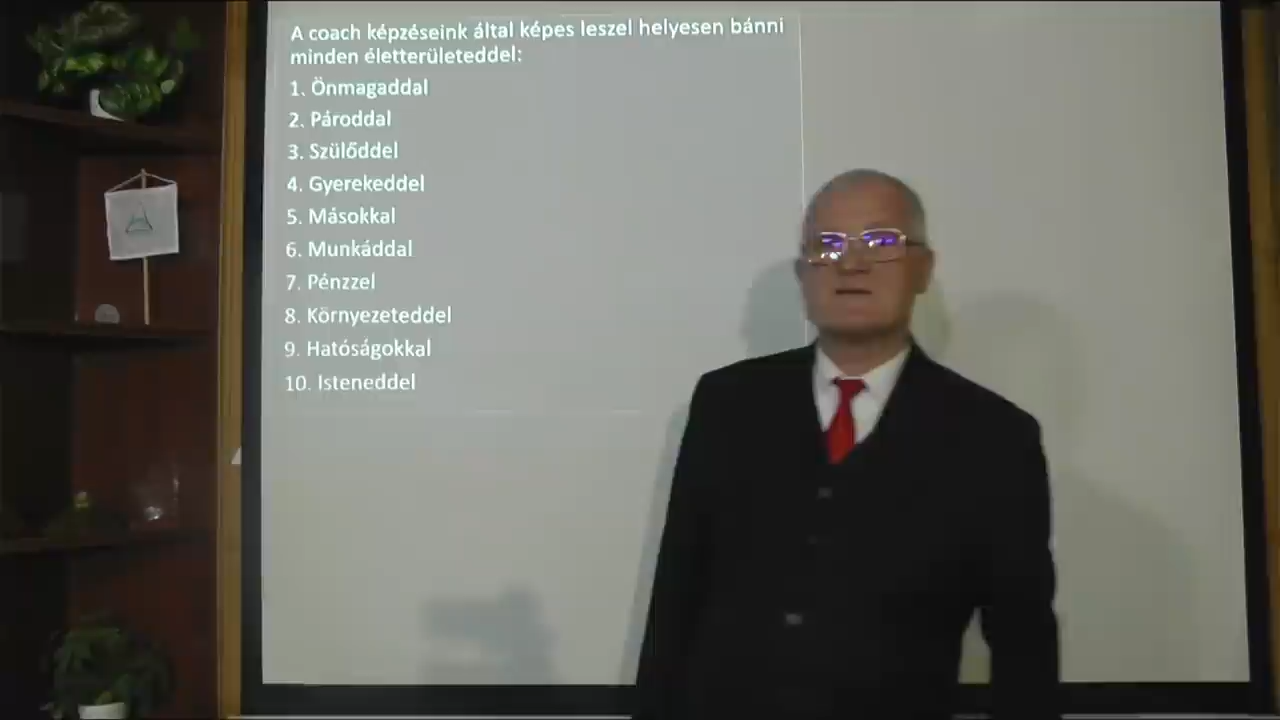 A coach képzéseink által képes leszel helyesen bánni
minden életterületeddel:
1. Önmagaddal
2. Pároddal
3. Szülőddel
4. Gyerekeddel
5. Másokkal
6. Munkáddal
7. Pénzzel
8. Környezeteddel
9. Hatóságokkal
10. Isteneddel